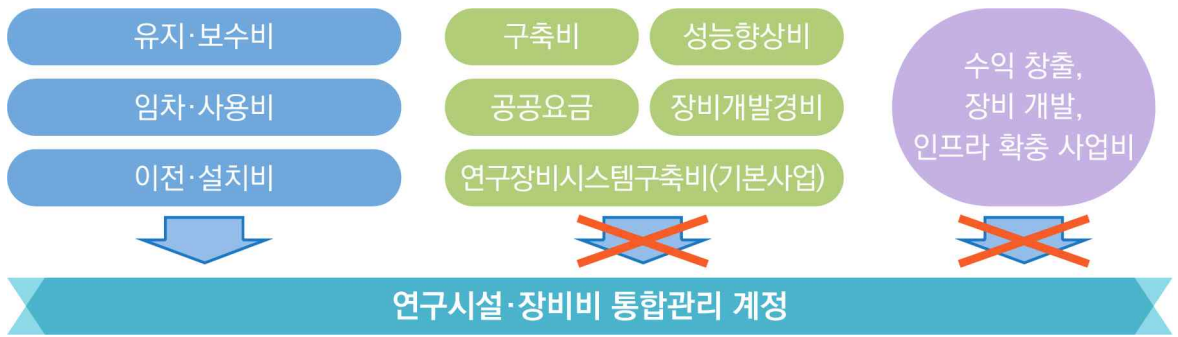 유지·보수비
임차·사용비
이전·설치비
구축비
성능향상비
공공요금
장비개발경비
연구장비시스템구축비(기본사업)
수익 창출,
장비 개발,
인프라 확충 사업비
연구시설·장비비 통합관리 계정